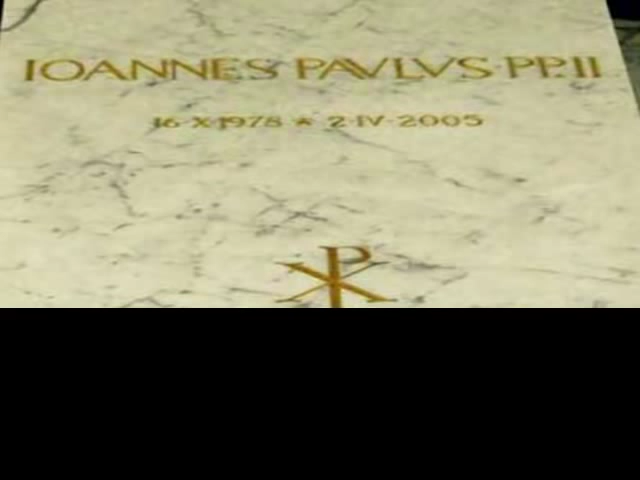 IOANNES PAVLVS PP. II
16 · X · 1978 * 2 · IV · 2005